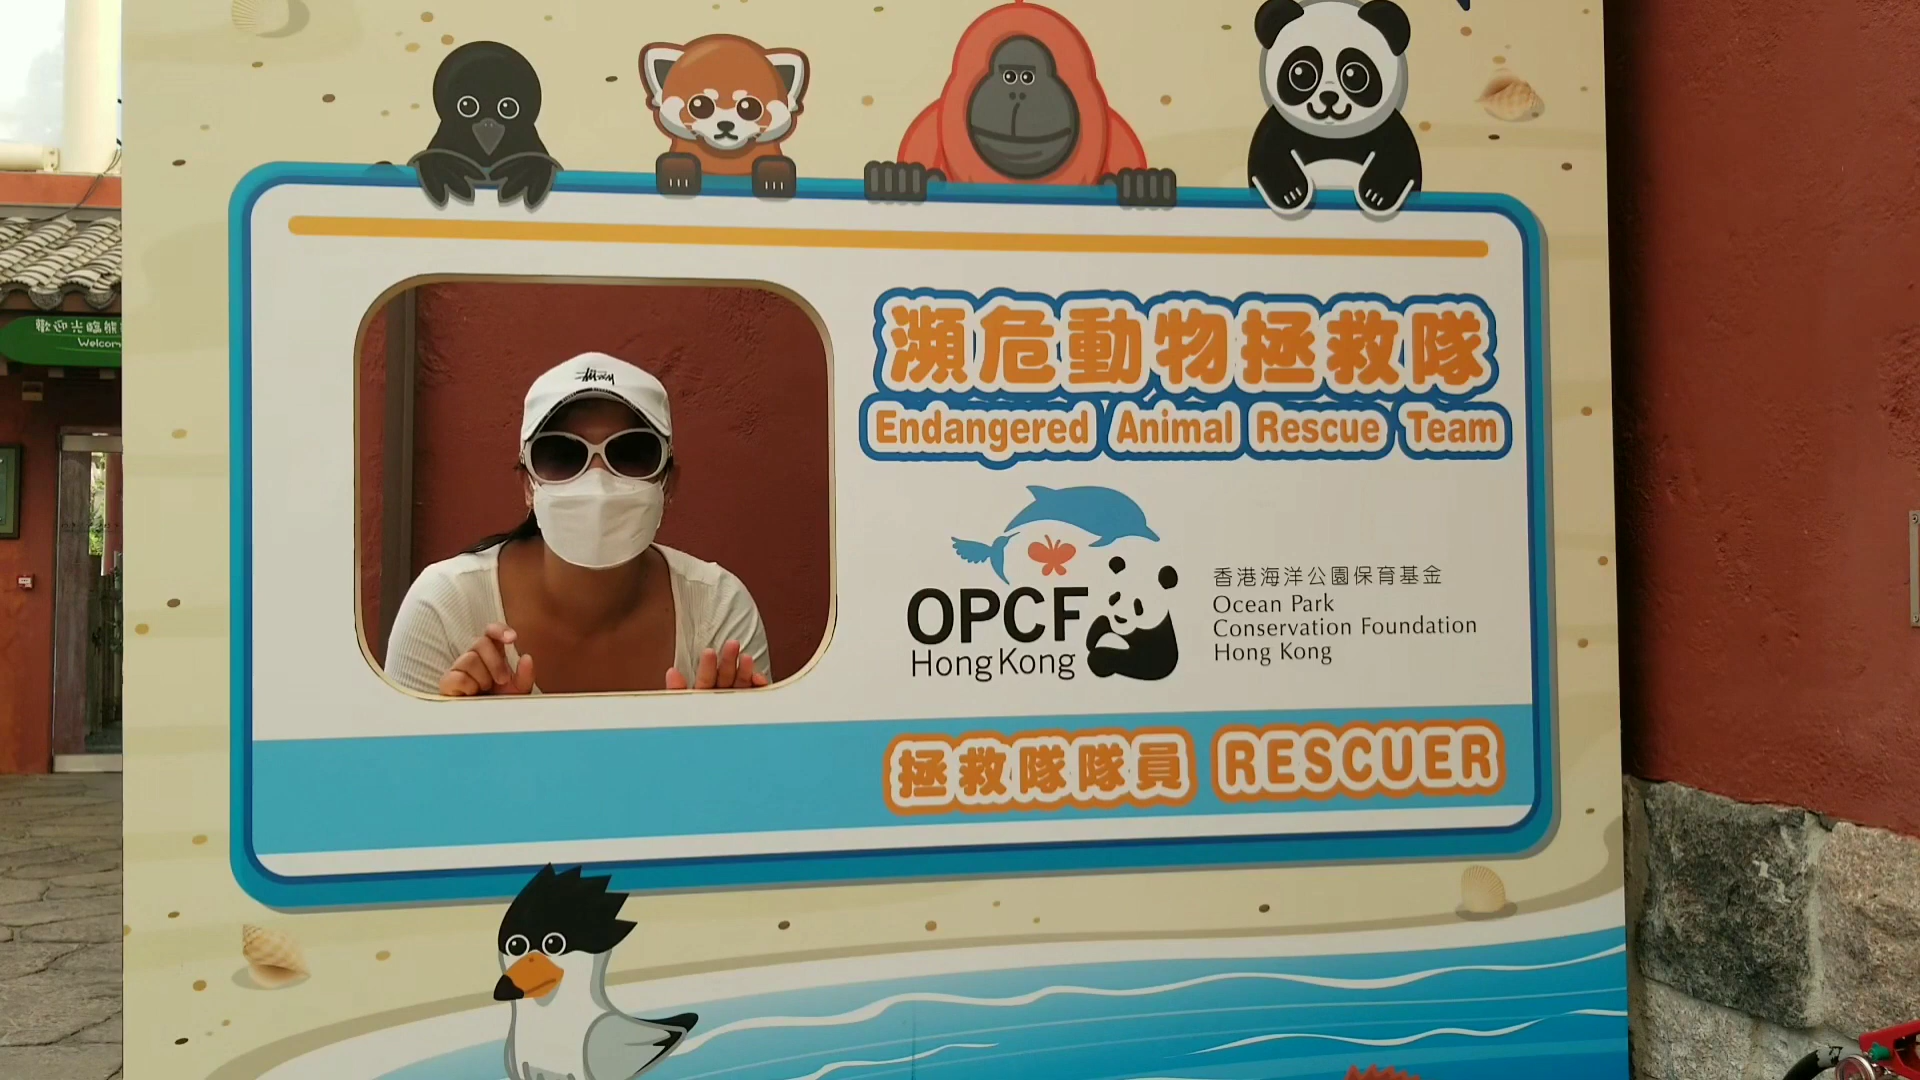 瀕危動物拯救隊
Endangered Animal Rescue Team
OPCF
Hong Kong
香港海洋公園保育基金
Ocean Park
Conservation Foundation
Hong Kong
拯救隊隊員 RESCUER